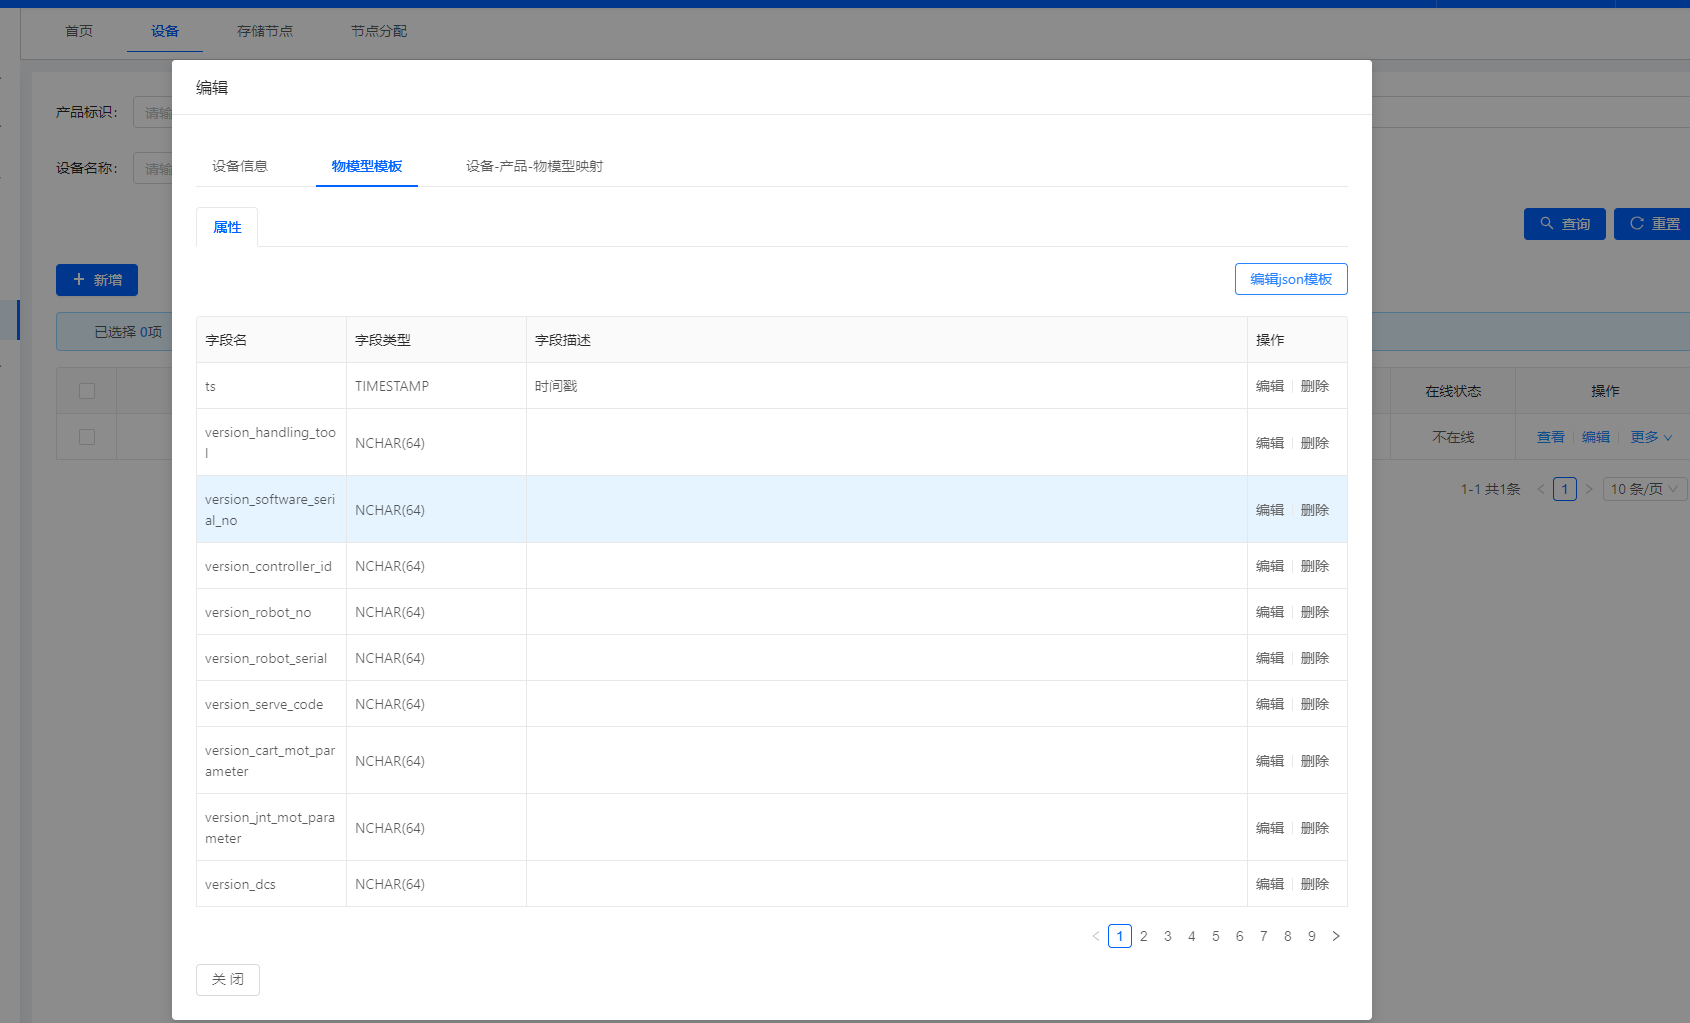 首页 设备 存储节点 节点分配
编辑
产品标识： 请输
设备信息 物模型模板 设备-产品-物模型映射
设备名称： 请输
属性
查询 重置
新增
编辑json模板
已选择 0项
字段名 字段类型 字段描述 操作
ts TIMESTAMP 时间戳 编辑 删除
在线状态 操作
version_handling_too
l
NCHAR(64) 编辑 删除
不在线 查看 编辑 更多
1-1 共1条 < 1 > 10 条/页
version_software_seri
al_no
NCHAR(64) 编辑 删除
version_controller_id NCHAR(64) 编辑 删除
version_robot_no NCHAR(64) 编辑 删除
version_robot_serial NCHAR(64) 编辑 删除
version_serve_code NCHAR(64) 编辑 删除
version_cart_mot_par
ameter
NCHAR(64) 编辑 删除
version_jnt_mot_para
meter
NCHAR(64) 编辑 删除
version_dcs NCHAR(64) 编辑 删除
< 1 2 3 4 5 6 7 8 9 >
关 闭